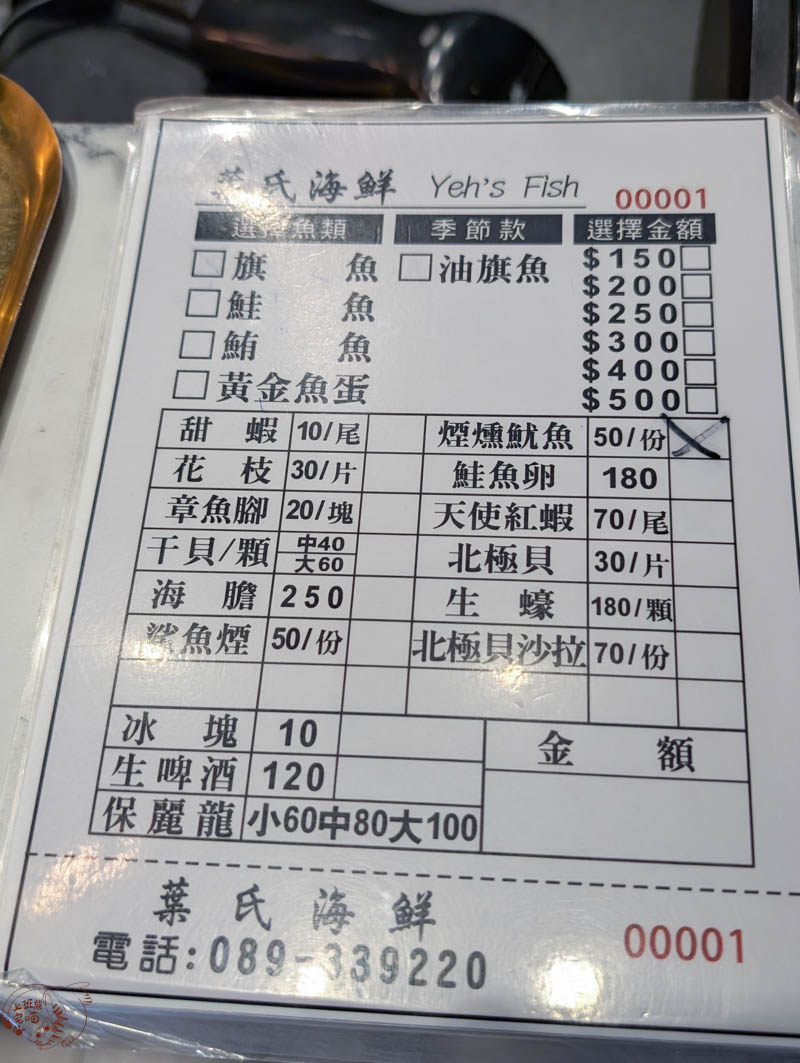 葉氏海鮮 Yeh's Fish 00001
選擇魚類 季節款 選擇金額
□旗魚 □油旗魚 $150□
□鮭魚 $200□
$250□
□鮪魚 $300□
$400□
□黃金魚蛋 $500□
甜蝦 10/尾 煙燻魷魚 50/份
花枝 30/片 鮭魚卵 180
章魚腳 20/塊 天使紅蝦 70/尾
干貝/顆 中40 大60 北極貝 30/片
海膽 250 生蠔 180/顆
鯊魚煙 50/份 北極貝沙拉 70/份
冰塊 10 金額
生啤酒 120
保麗龍 小60中80大100
葉氏海鮮
電話:089-339220 00001